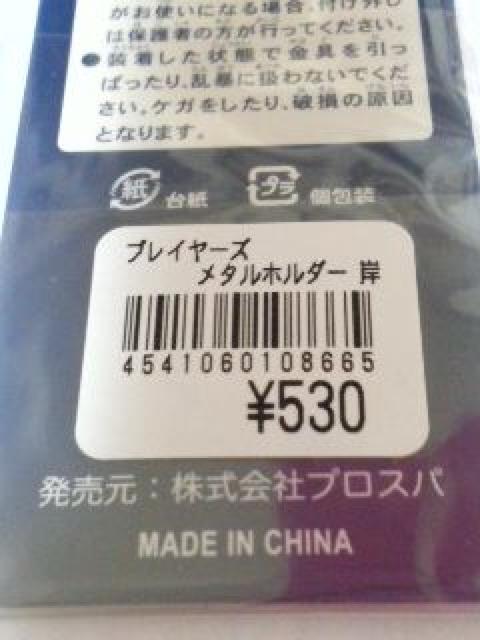 がお使いになる場合、付け外し
は保護者の方が行ってください。
●装着した状態で金具を引っ
ぱったり、乱暴に扱わないでくだ
さい。ケガをしたり、破損の原因
となります。
紙 台紙 プラ 個包装
プレイヤーズ
メタルホルダー 岸
4541060108665
¥530
発売元：株式会社プロスパ
MADE IN CHINA